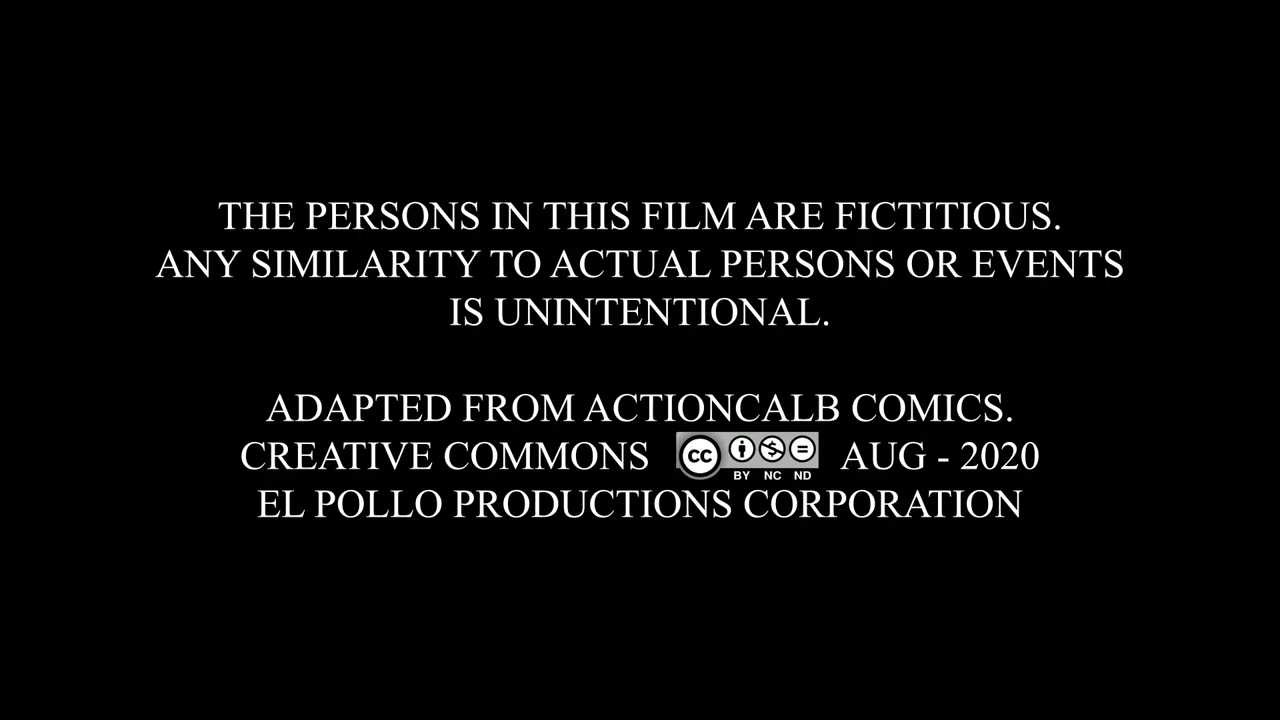 THE PERSONS IN THIS FILM ARE FICTITIOUS.
ANY SIMILARITY TO ACTUAL PERSONS OR EVENTS
IS UNINTENTIONAL.
ADAPTED FROM ACTIONCALB COMICS.
CREATIVE COMMONS cc BY NC ND AUG - 2020
EL POLLO PRODUCTIONS CORPORATION